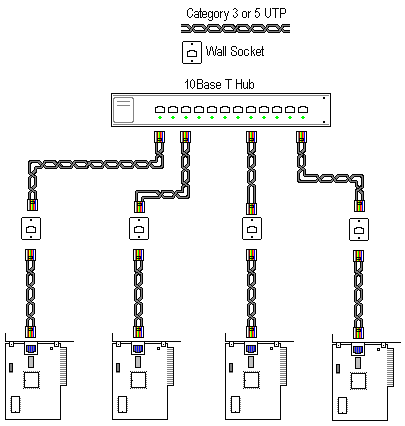 Category 3 or 5 UTP
Wall Socket
10Base T Hub